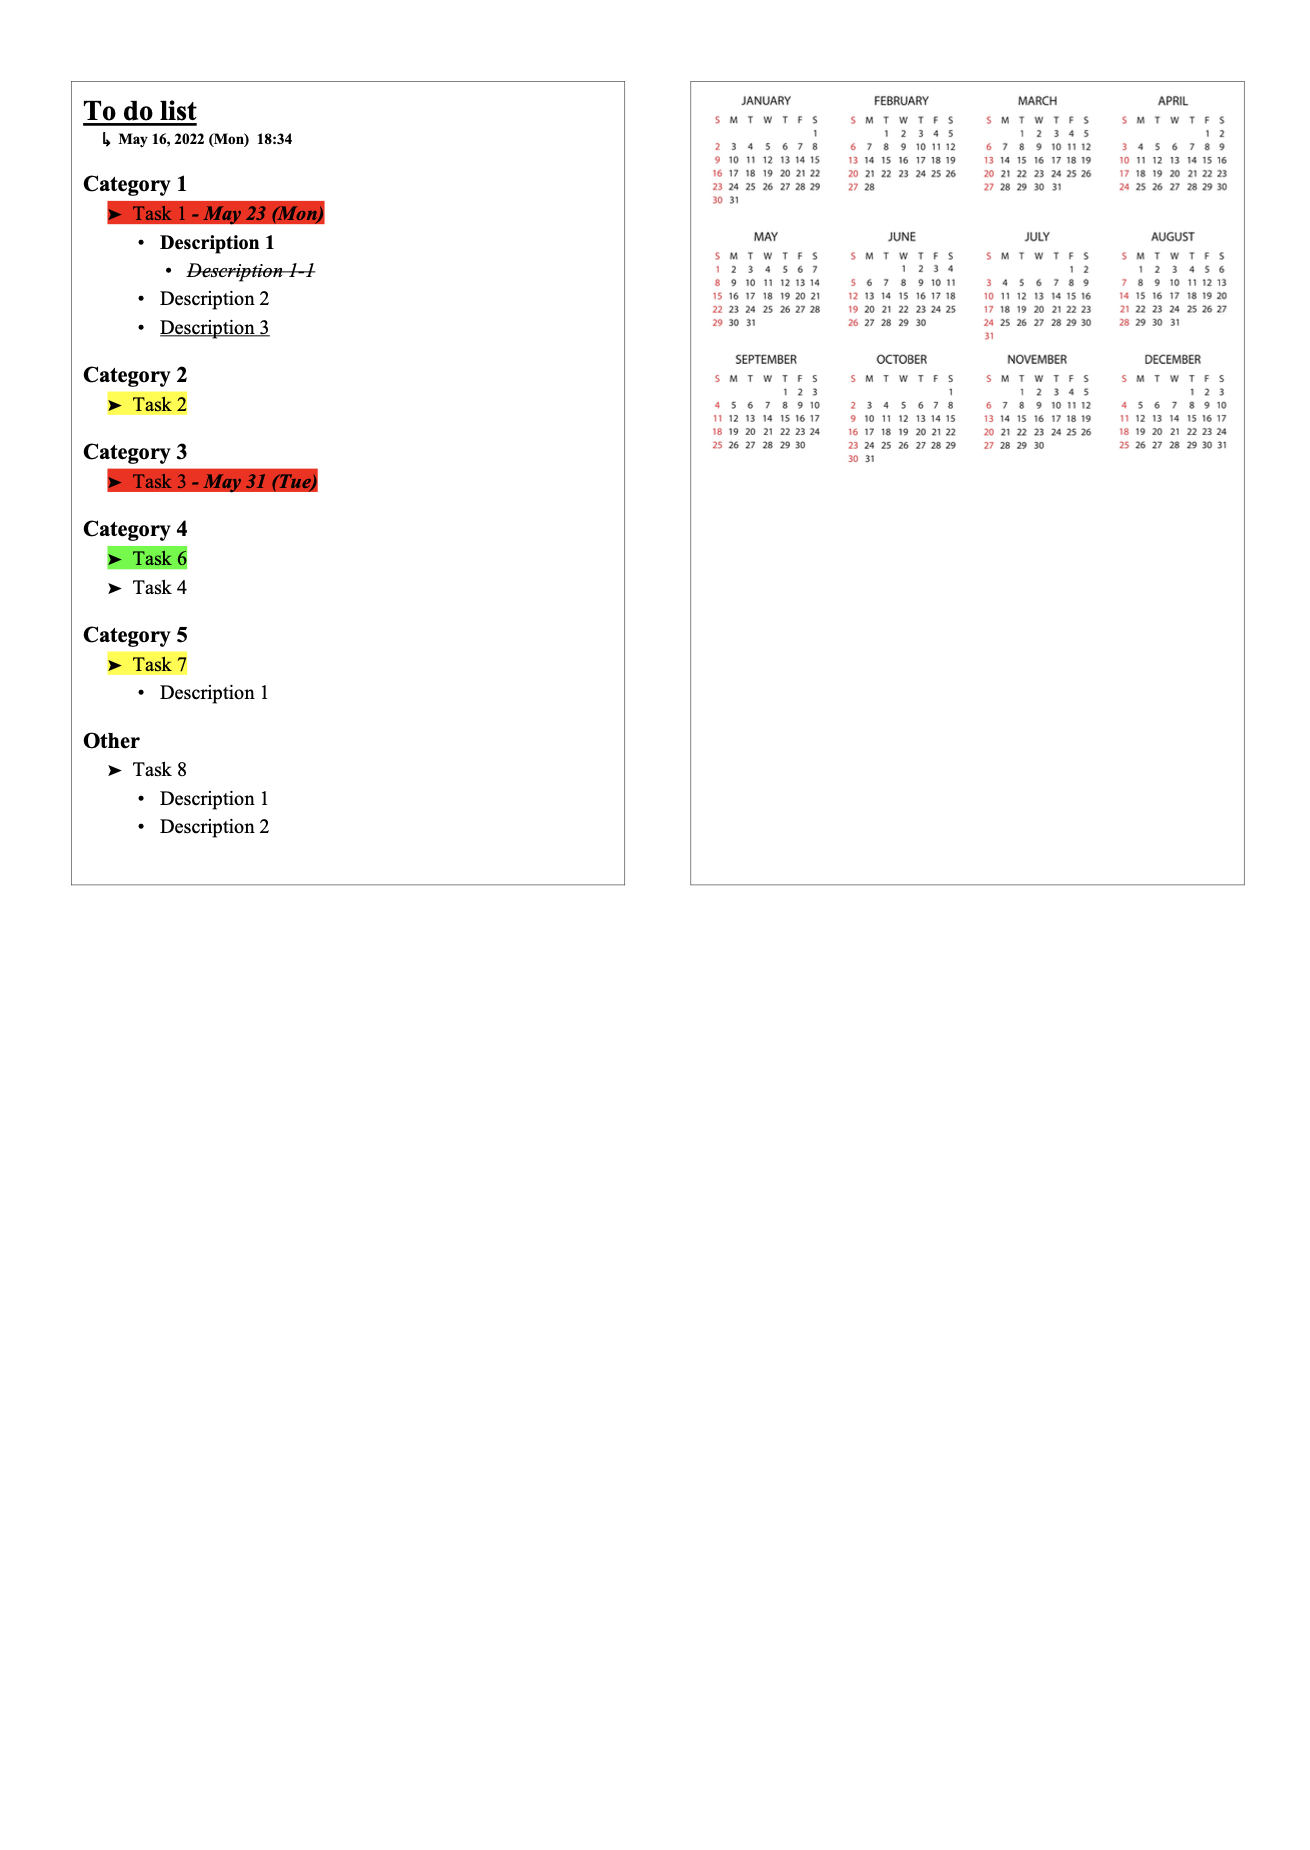 To do list
↳ May 16, 2022 (Mon) 18:34
Category 1
➤ Task 1 - May 23 (Mon)
• Description 1
• Description 1-1
• Description 2
• Description 3
Category 2
➤ Task 2
Category 3
➤ Task 3 - May 31 (Tue)
Category 4
➤ Task 6
➤ Task 4
Category 5
➤ Task 7
• Description 1
Other
➤ Task 8
• Description 1
• Description 2
JANUARY
S M T W T F S
1
2 3 4 5 6 7 8
9 10 11 12 13 14 15
16 17 18 19 20 21 22
23 24 25 26 27 28 29
30 31
FEBRUARY
S M T W T F S
1 2 3 4 5
6 7 8 9 10 11 12
13 14 15 16 17 18 19
20 21 22 23 24 25 26
27 28
MARCH
S M T W T F S
1 2 3 4 5
6 7 8 9 10 11 12
13 14 15 16 17 18 19
20 21 22 23 24 25 26
27 28 29 30 31
APRIL
S M T W T F S
1 2
3 4 5 6 7 8 9
10 11 12 13 14 15 16
17 18 19 20 21 22 23
24 25 26 27 28 29 30
MAY
S M T W T F S
1 2 3 4 5 6 7
8 9 10 11 12 13 14
15 16 17 18 19 20 21
22 23 24 25 26 27 28
29 30 31
JUNE
S M T W T F S
1 2 3 4
5 6 7 8 9 10 11
12 13 14 15 16 17 18
19 20 21 22 23 24 25
26 27 28 29 30
JULY
S M T W T F S
1 2
3 4 5 6 7 8 9
10 11 12 13 14 15 16
17 18 19 20 21 22 23
24 25 26 27 28 29 30
31
AUGUST
S M T W T F S
1 2 3 4 5 6
7 8 9 10 11 12 13
14 15 16 17 18 19 20
21 22 23 24 25 26 27
28 29 30 31
SEPTEMBER
S M T W T F S
1 2 3
4 5 6 7 8 9 10
11 12 13 14 15 16 17
18 19 20 21 22 23 24
25 26 27 28 29 30
OCTOBER
S M T W T F S
1
2 3 4 5 6 7 8
9 10 11 12 13 14 15
16 17 18 19 20 21 22
23 24 25 26 27 28 29
30 31
NOVEMBER
S M T W T F S
1 2 3 4 5
6 7 8 9 10 11 12
13 14 15 16 17 18 19
20 21 22 23 24 25 26
27 28 29 30
DECEMBER
S M T W T F S
1 2 3
4 5 6 7 8 9 10
11 12 13 14 15 16 17
18 19 20 21 22 23 24
25 26 27 28 29 30 31